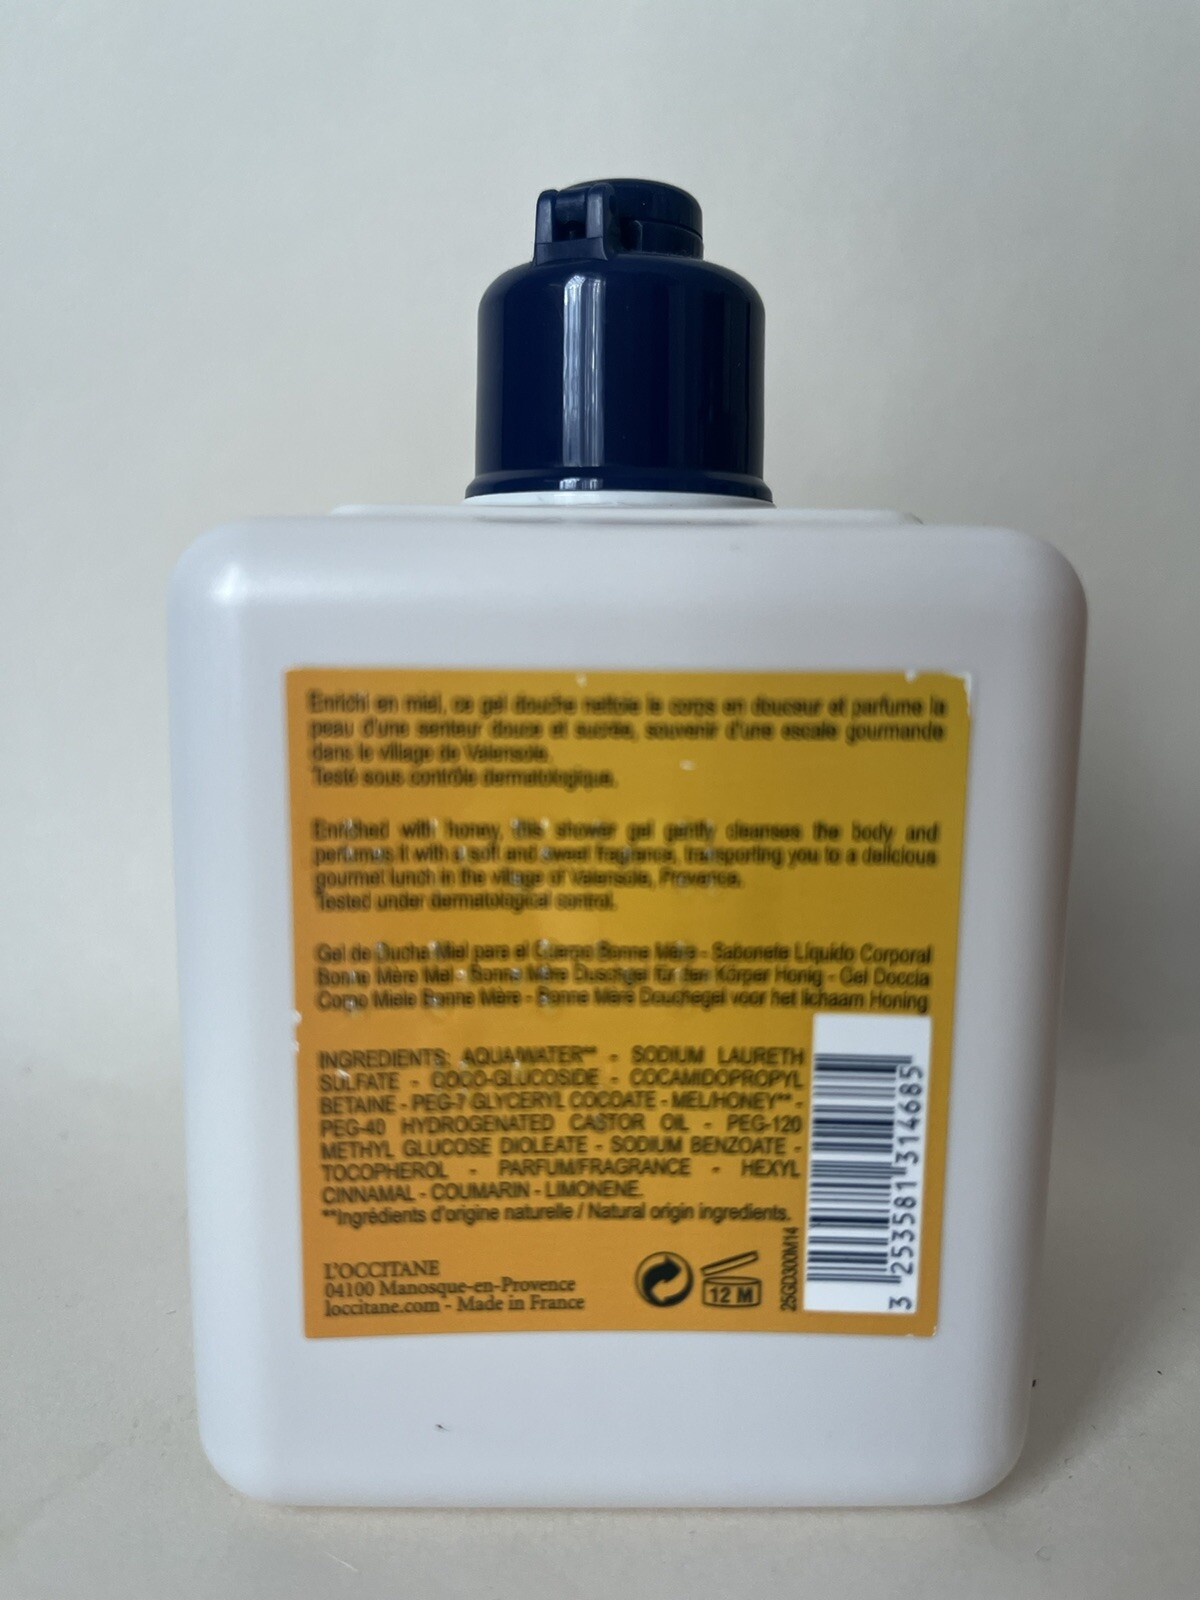 Enrichi en miel, ce gel douche nettoie le corps en douceur et parfume la
peau d'une senteur douce et sucrée, souvenir d'une escale gourmande
dans le village de Valensole.
Testé sous contrôle dermatologique.
Enriched with honey, this shower gel gently cleanses the body and
perfumes it with a soft and sweet fragrance, transporting you to a delicious
gourmet lunch in the village of Valensole, Provence.
Tested under dermatological control.
Gel de Ducha Miel para el Cuerpo Bonne Mère - Sabonete Líquido Corporal
Bonne Mère Mel - Bonne Mère Duschgel für den Körper Honig - Gel Doccia
Corpo Miele Bonne Mère - Bonne Mère Douchegel voor het lichaam Honing
INGREDIENTS: AQUA/WATER** - SODIUM LAURETH
SULFATE - COCO-GLUCOSIDE - COCAMIDOPROPYL
BETAINE - PEG-7 GLYCERYL COCOATE - MEL/HONEY** -
PEG-40 HYDROGENATED CASTOR OIL - PEG-120
METHYL GLUCOSE DIOLEATE - SODIUM BENZOATE -
TOCOPHEROL - PARFUM/FRAGRANCE - HEXYL
CINNAMAL - COUMARIN - LIMONENE.
**Ingrédients d'origine naturelle / Natural origin ingredients.
L'OCCITANE
04100 Manosque-en-Provence
loccitane.com - Made in France
12 M
25GD300M14
3 253581 314685